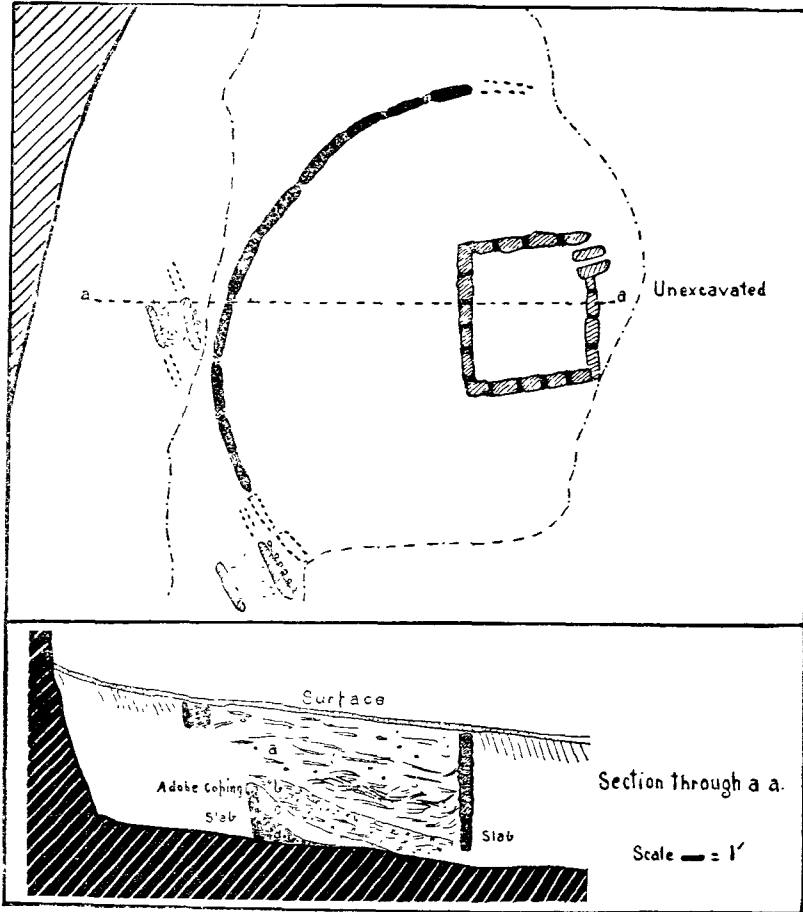 a
a
Unexcavated
Surface
a
Adobe Coping
b
Slab
c
d
Slab
Section through a a.
Scale = 1'